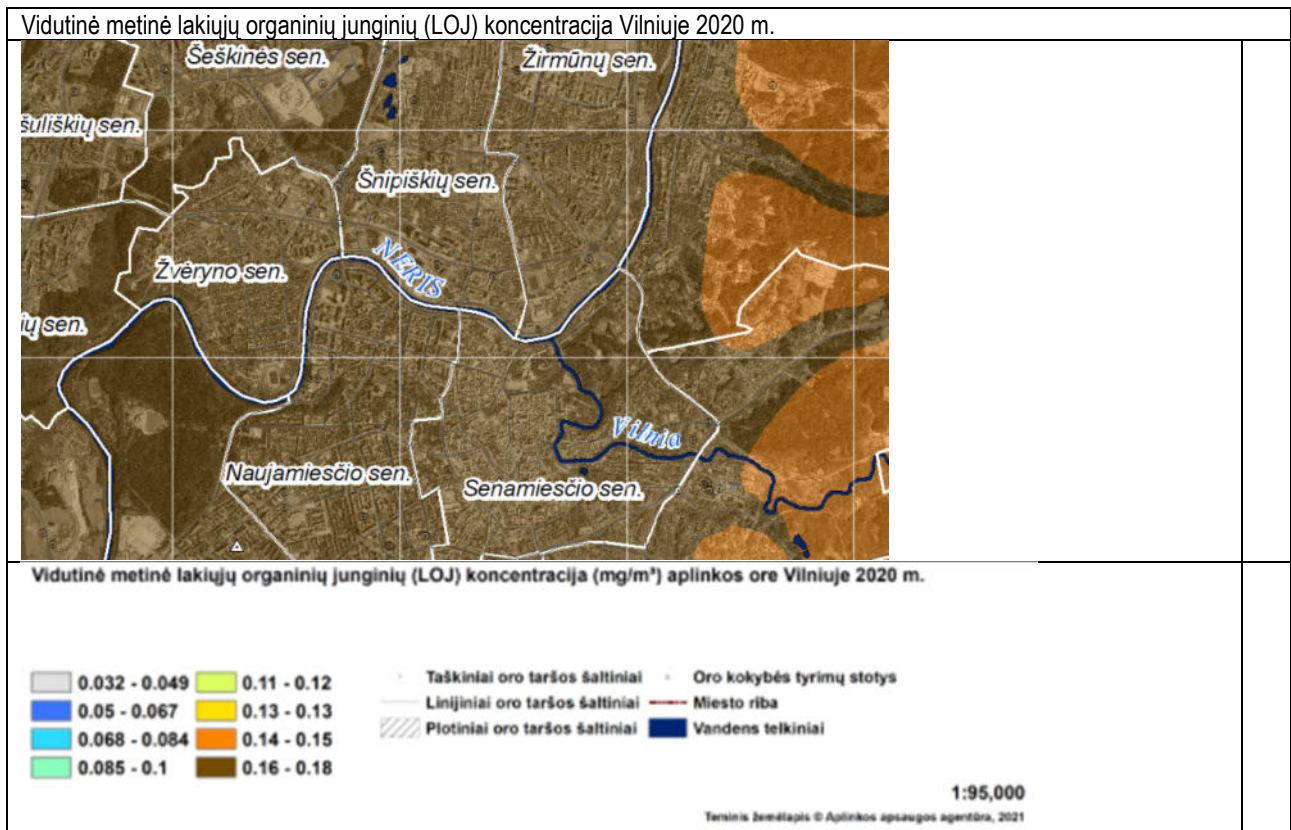 Vidutinė metinė lakiųjų organinių junginių (LOJ) koncentracija Vilniuje 2020 m.
Šeškinės sen.
Žirmūnų sen.
šuliškių sen.
Šnipiškių sen.
NERIS
Žvėryno sen.
ių sen.
Vilnia
Naujamiesčio sen.
Senamiesčio sen.
Vidutinė metinė lakiųjų organinių junginių (LOJ) koncentracija (mg/m³) aplinkos ore Vilniuje 2020 m.
0.032 - 0.049
0.05 - 0.067
0.068 - 0.084
0.085 - 0.1
0.11 - 0.12
0.13 - 0.13
0.14 - 0.15
0.16 - 0.18
Taškiniai oro taršos šaltiniai
Linijiniai oro taršos šaltiniai
Plotiniai oro taršos šaltiniai
Oro kokybės tyrimų stotys
Miesto riba
Vandens telkiniai
1:95,000
Teminis žemėlapis © Aplinkos apsaugos agentūra, 2021